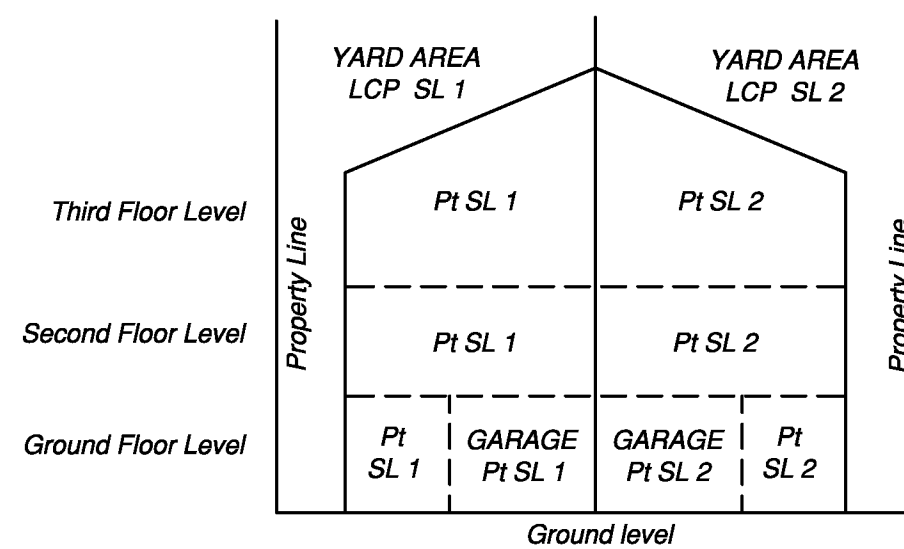 YARD AREA
LCP SL 1
YARD AREA
LCP SL 2
Third Floor Level
Pt SL 1
Pt SL 2
Property Line
Property Line
Second Floor Level
Pt SL 1
Pt SL 2
Ground Floor Level
Pt
SL 1
GARAGE
Pt SL 1
GARAGE
Pt SL 2
Pt
SL 2
Ground level